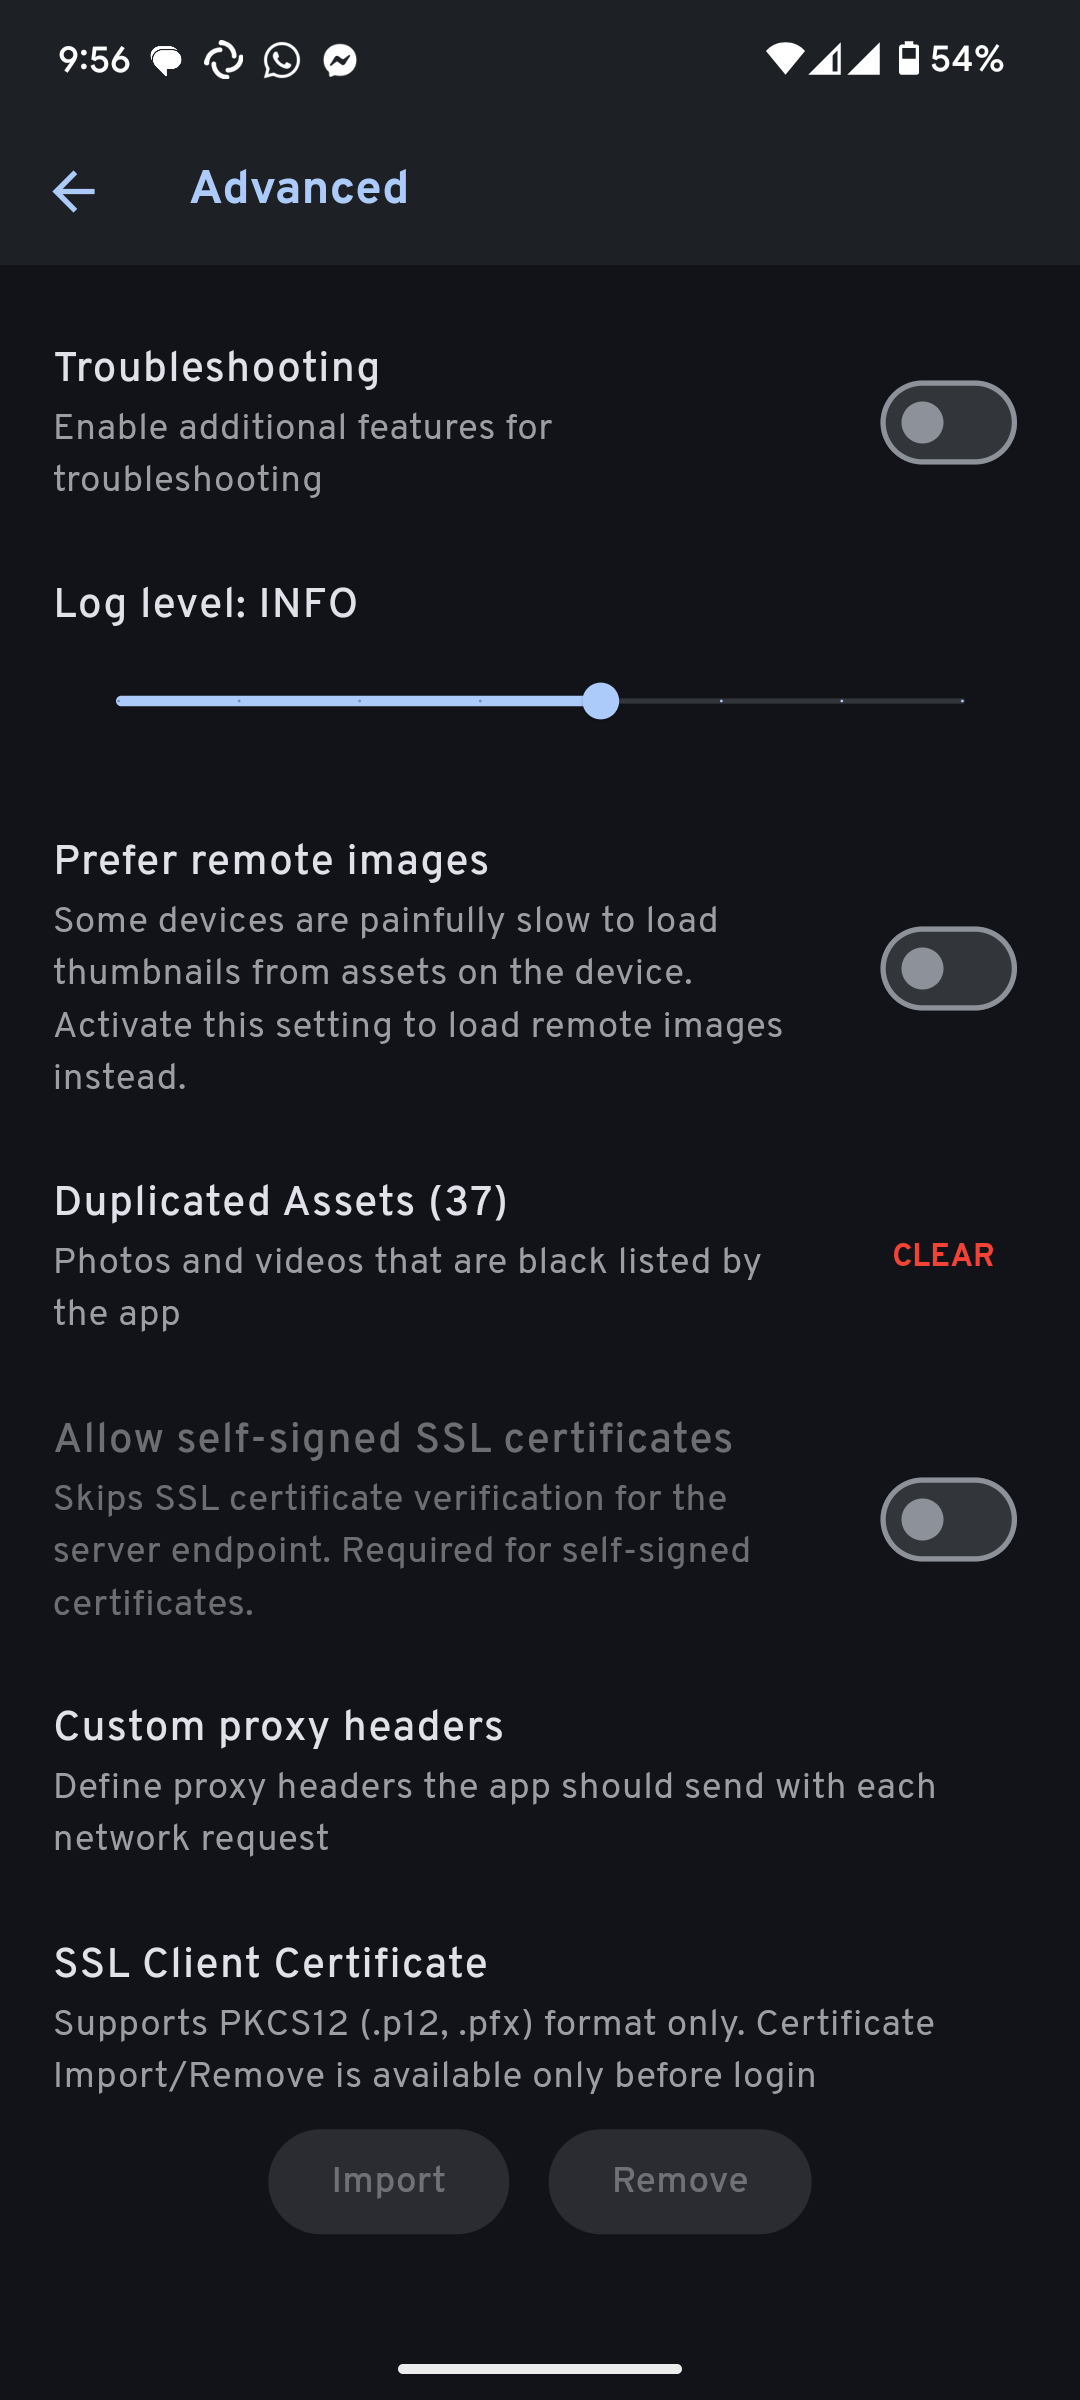 9:56
54%
Advanced
Troubleshooting
Enable additional features for
troubleshooting
Log level: INFO
Prefer remote images
Some devices are painfully slow to load
thumbnails from assets on the device.
Activate this setting to load remote images
instead.
Duplicated Assets (37)
Photos and videos that are black listed by
the app
CLEAR
Allow self-signed SSL certificates
Skips SSL certificate verification for the
server endpoint. Required for self-signed
certificates.
Custom proxy headers
Define proxy headers the app should send with each
network request
SSL Client Certificate
Supports PKCS12 (.p12, .pfx) format only. Certificate
Import/Remove is available only before login
Import
Remove